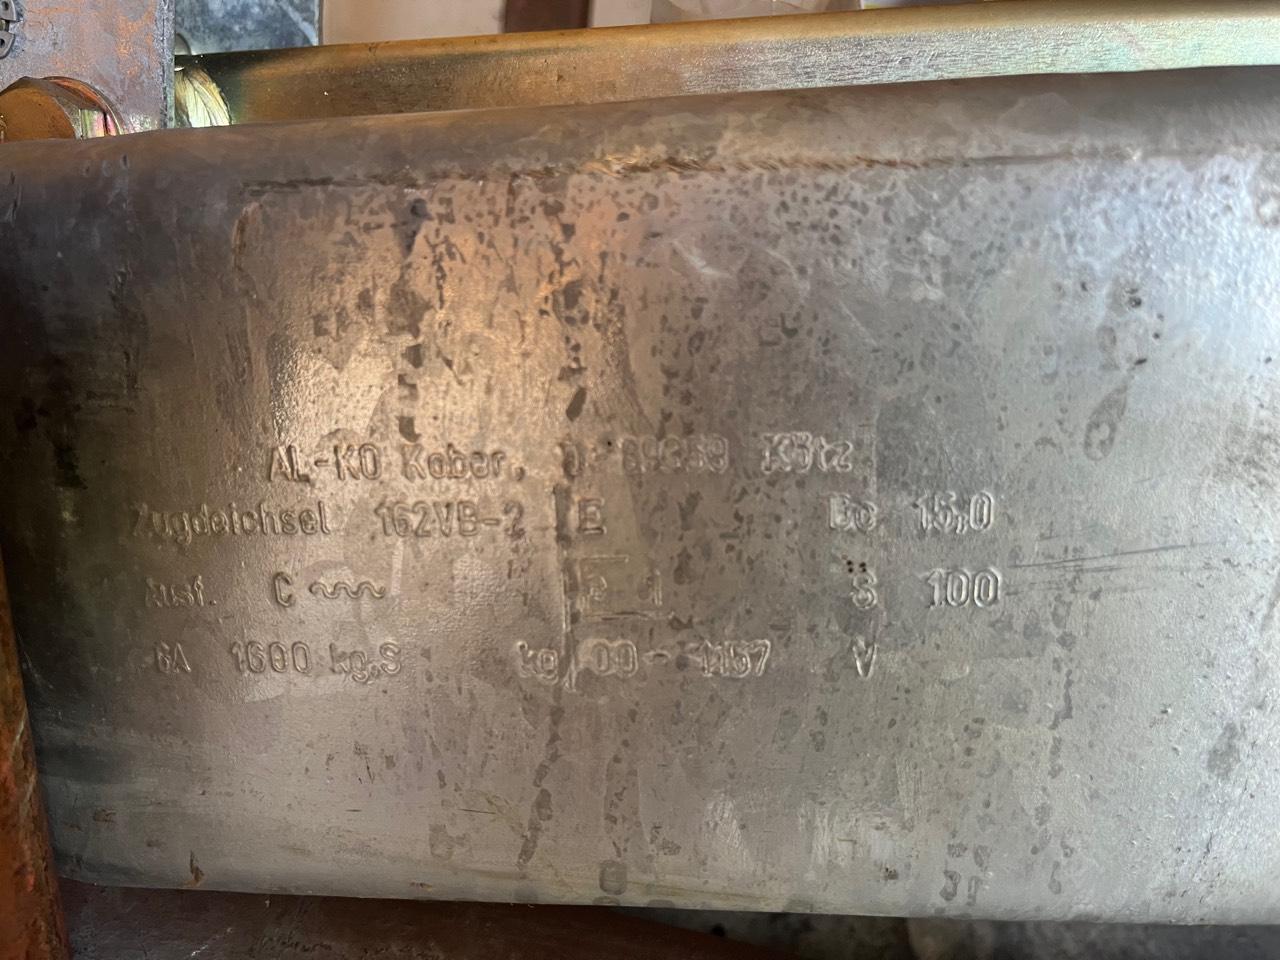 AL-KO Kober, D- 89359 Kötz
Zugdeichsel 162VB-2 E Dc 15,0
Ausf. C E 1 S 100
GA 1600 kg,S kg 00-1157 V